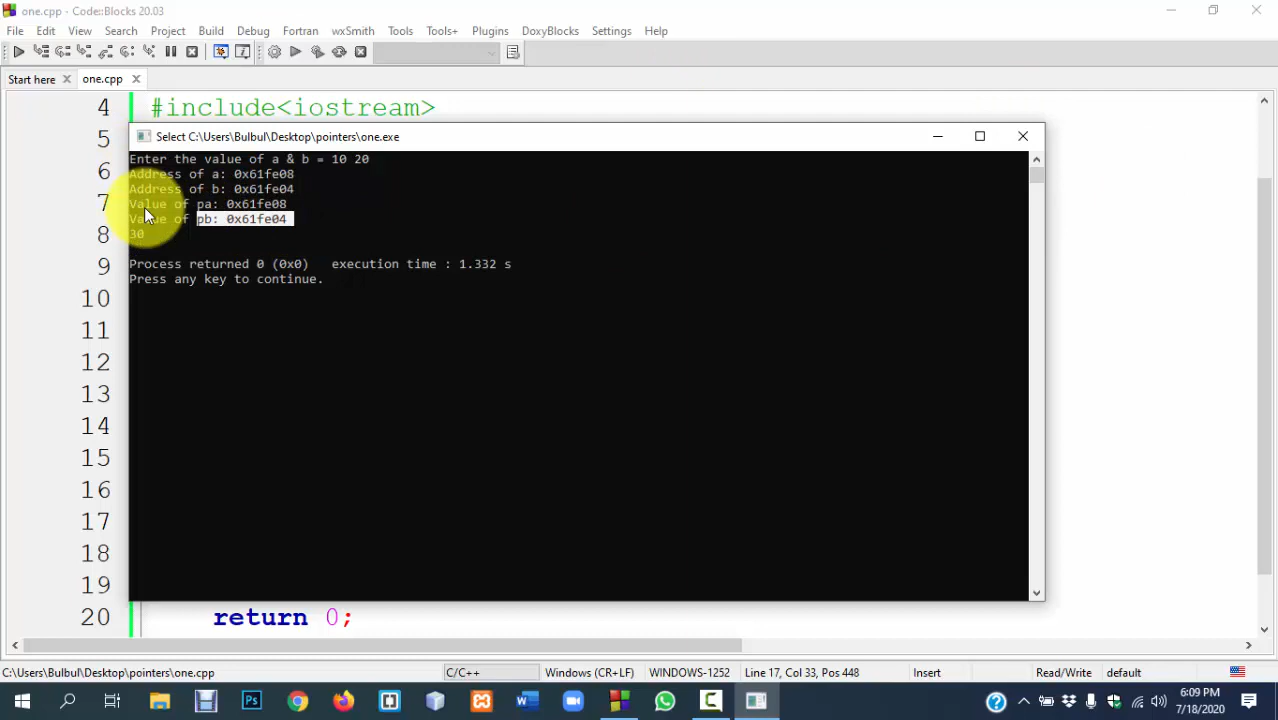 one.cpp - Code::Blocks 20.03
File Edit View Search Project Build Debug Fortran wxSmith Tools Tools+ Plugins DoxyBlocks Settings Help
Start here one.cpp
4 #include<iostream>
5
Select C:\Users\Bulbul\Desktop\pointers\one.exe
Enter the value of a & b = 10 20
6
Address of a: 0x61fe08
Address of b: 0x61fe04
7
Value of pa: 0x61fe08
Value of pb: 0x61fe04
8
30
9
Process returned 0 (0x0)   execution time : 1.332 s
Press any key to continue.
10
11
12
13
14
15
16
17
18
19
20 return 0;
C:\Users\Bulbul\Desktop\pointers\one.cpp C/C++ Windows (CR+LF) WINDOWS-1252 Line 17, Col 33, Pos 448 Insert Read/Write default
Ps
6:09 PM
7/18/2020